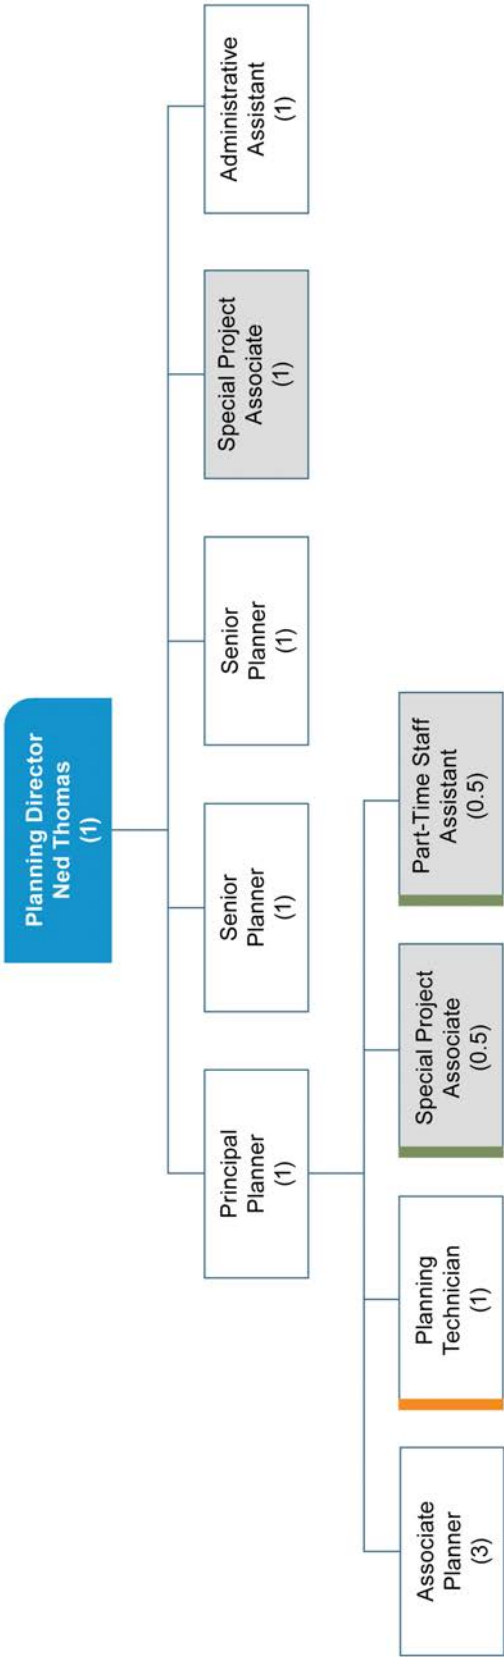 Planning Director
Ned Thomas
(1)
Principal
Planner
(1)
Senior
Planner
(1)
Senior
Planner
(1)
Special Project
Associate
(1)
Administrative
Assistant
(1)
Associate
Planner
(3)
Planning
Technician
(1)
Special Project
Associate
(0.5)
Part-Time Staff
Assistant
(0.5)